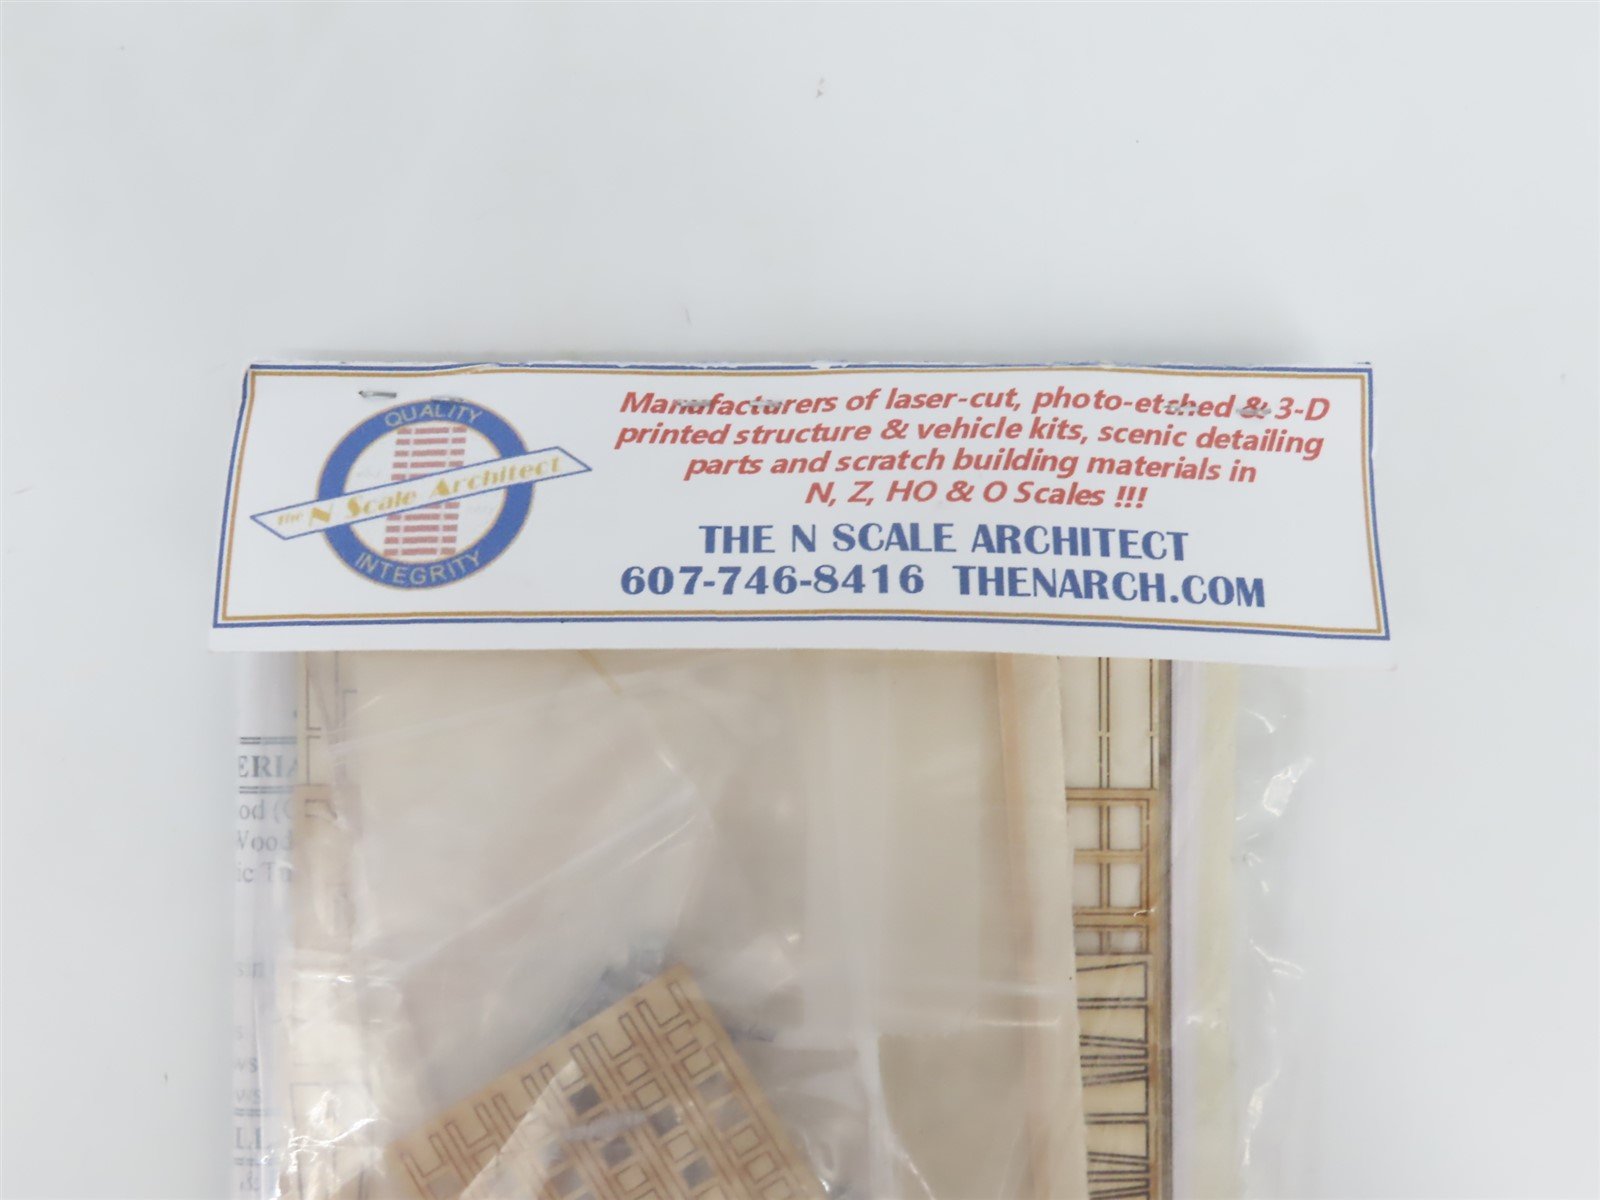 QUALITY
The N Scale Architect
INTEGRITY
Manufacturers of laser-cut, photo-etched & 3-D
printed structure & vehicle kits, scenic detailing
parts and scratch building materials in
N, Z, HO & O Scales !!!
THE N SCALE ARCHITECT
607-746-8416 THENARCH.COM